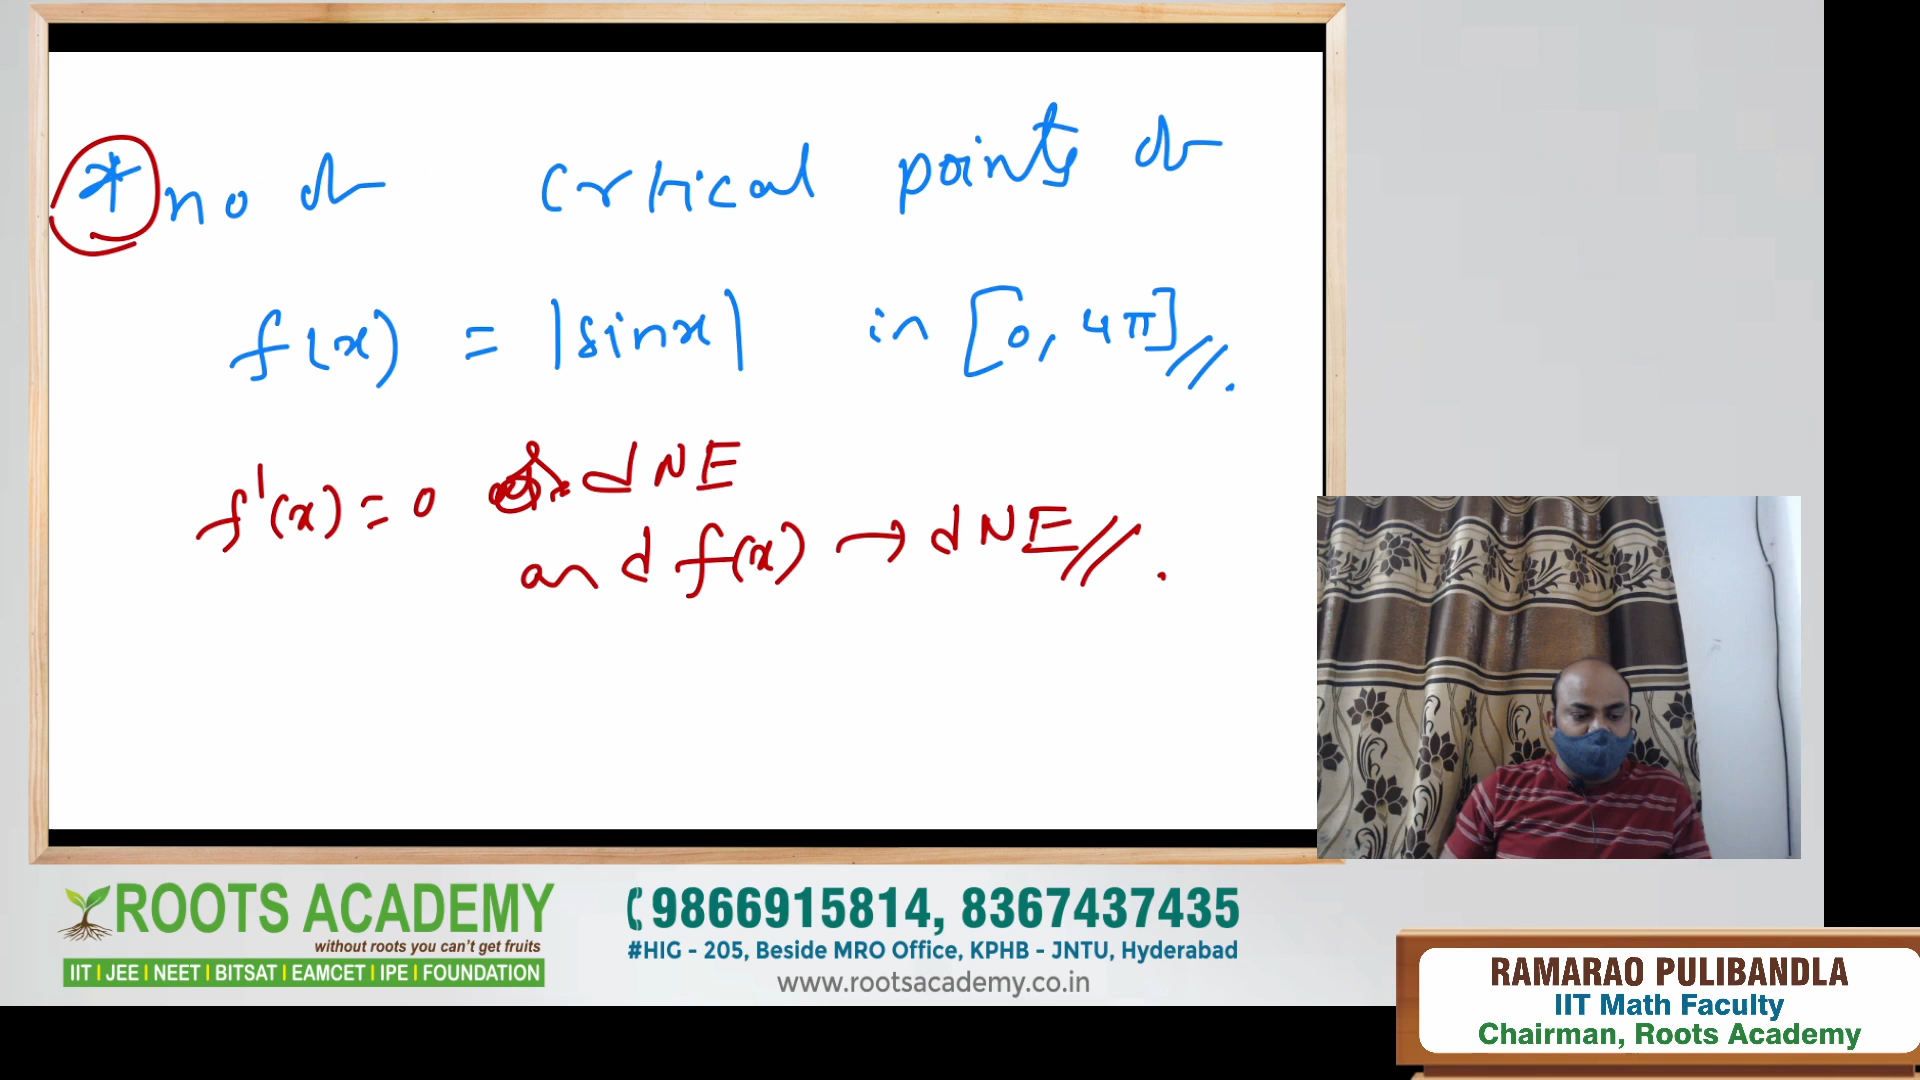 * no of critical points of
f(x) = |sinx| in [0, 4π]//.
f'(x) = 0 or dNE
and f(x) → dNE//.
ROOTS ACADEMY
without roots you can't get fruits
IIT | JEE | NEET | BITSAT | EAMCET | IPE | FOUNDATION
9866915814, 8367437435
#HIG - 205, Beside MRO Office, KPHB - JNTU, Hyderabad
www.rootsacademy.co.in
RAMARAO PULIBANDLA
IIT Math Faculty
Chairman, Roots Academy